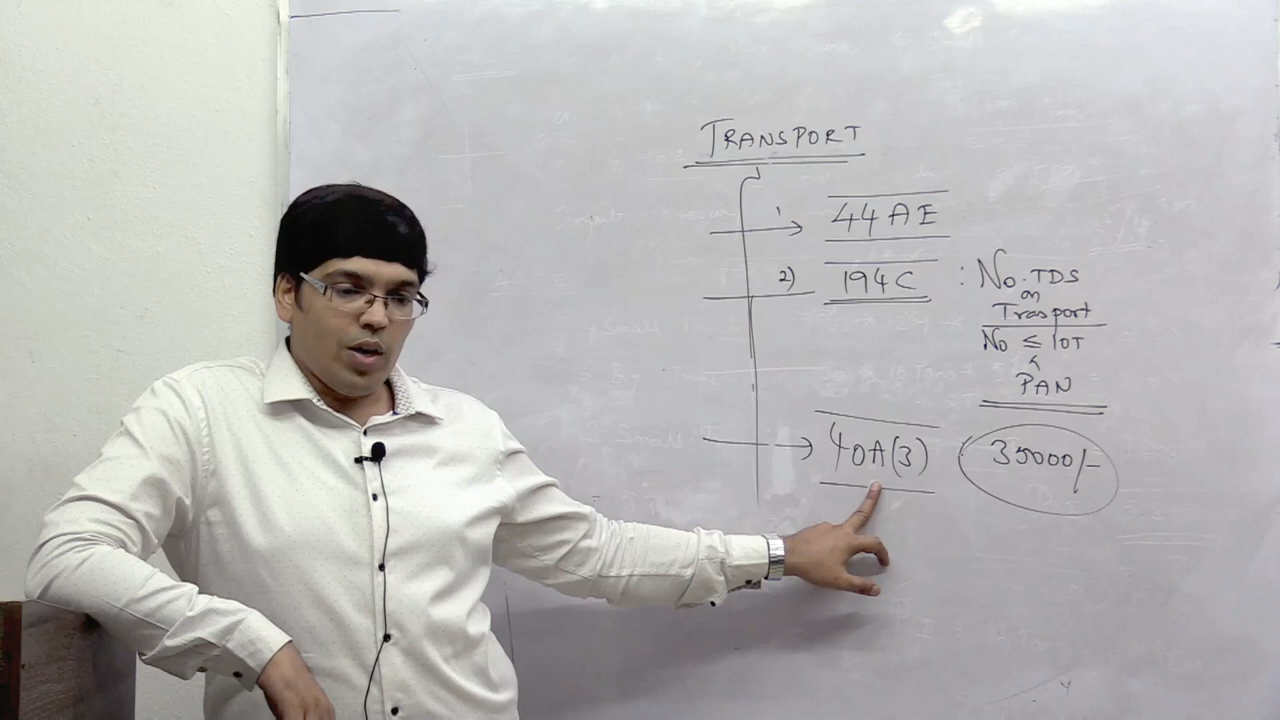 TRANSPORT
1 44AE
2) 194C : No. TDS
on
Trasport
No ≤ 10T
&
PAN
40A(3) : 35000/-